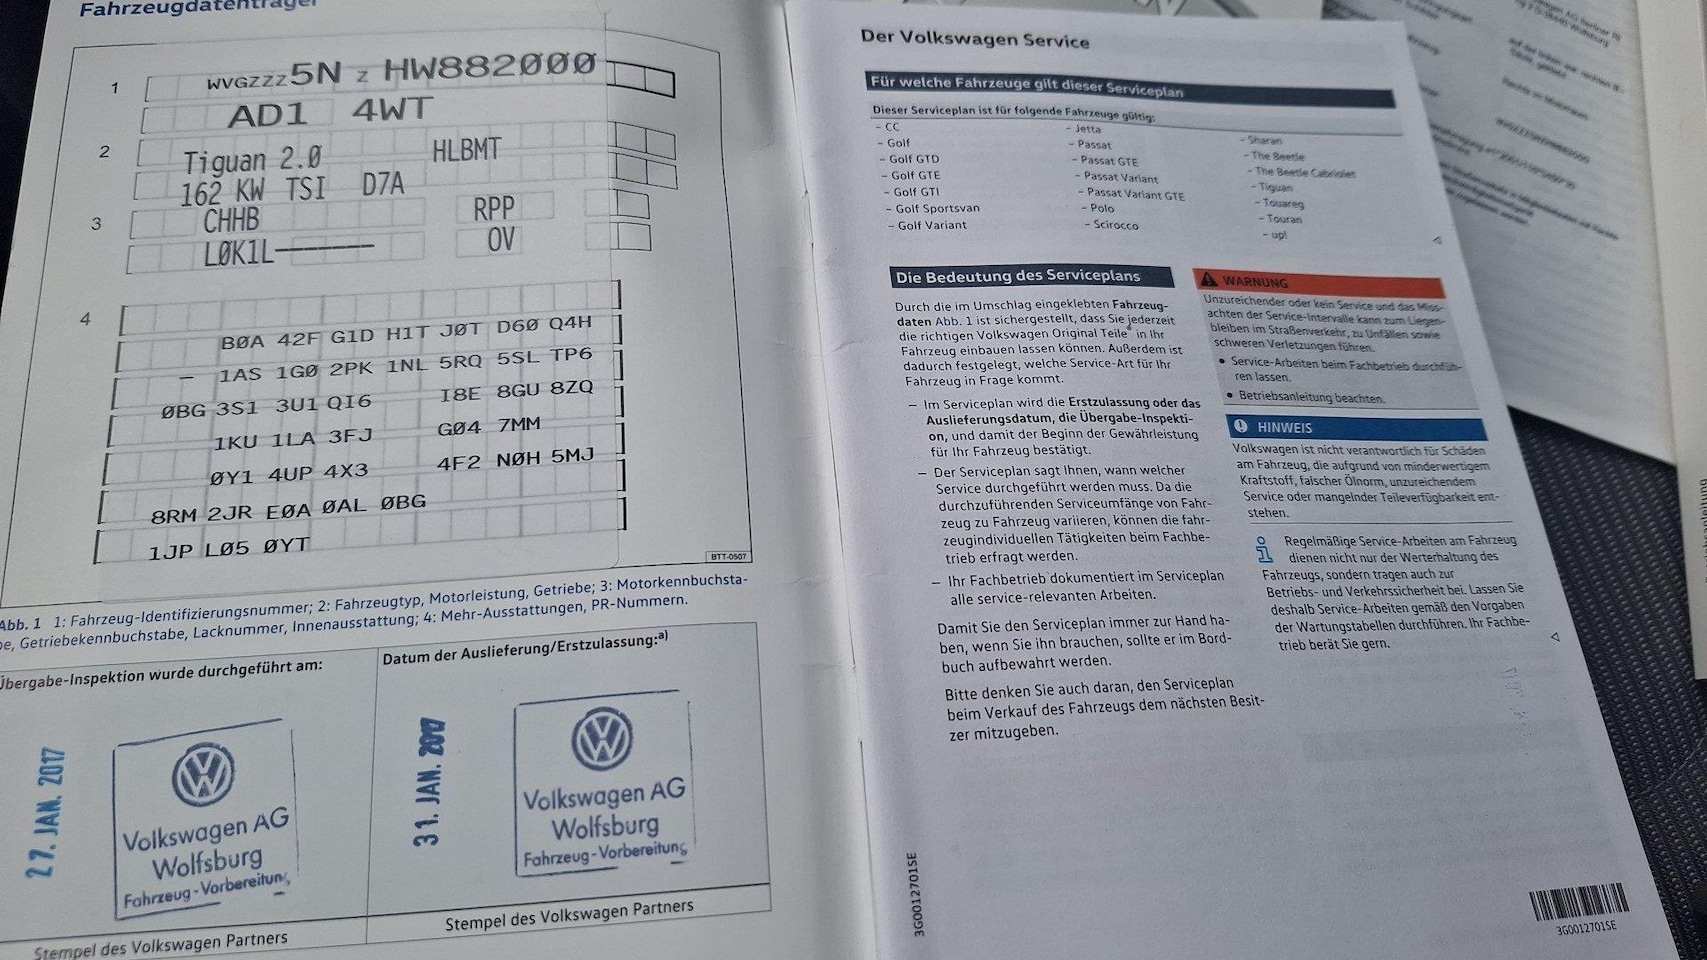 Fahrzeugdatenträger
1 WVGZZZ5N Z HW882000
AD1 4WT
2 Tiguan 2.0 HLBMT
162 KW TSI D7A
3 CHHB RPP
LØK1L OV
4
BØA 42F G1D H1T JØT D6Ø Q4H
– 1AS 1GØ 2PK 1NL 5RQ 5SL TP6
ØBG 3S1 3U1 QI6 I8E 8GU 8ZQ
1KU 1LA 3FJ GØ4 7MM
ØY1 4UP 4X3 4F2 NØH 5MJ
8RM 2JR EØA ØAL ØBG
1JP LØ5 ØYT
BTT-0507
Abb. 1 1: Fahrzeug-Identifizierungsnummer; 2: Fahrzeugtyp, Motorleistung, Getriebe; 3: Motorkennbuchsta-
be, Getriebekennbuchstabe, Lacknummer, Innenausstattung; 4: Mehr-Ausstattungen, PR-Nummern.
Übergabe-Inspektion wurde durchgeführt am:
27. JAN. 2017
Volkswagen AG
Wolfsburg
Fahrzeug-Vorbereitung
Stempel des Volkswagen Partners
Datum der Auslieferung/Erstzulassung:a)
31. JAN. 2017
Volkswagen AG
Wolfsburg
Fahrzeug-Vorbereitung
Stempel des Volkswagen Partners
Der Volkswagen Service
Für welche Fahrzeuge gilt dieser Serviceplan
Dieser Serviceplan ist für folgende Fahrzeuge gültig:
– CC
– Golf
– Golf GTD
– Golf GTE
– Golf GTI
– Golf Sportsvan
– Golf Variant
– Jetta
– Passat
– Passat GTE
– Passat Variant
– Passat Variant GTE
– Polo
– Scirocco
– Sharan
– The Beetle
– The Beetle Cabriolet
– Tiguan
– Touareg
– Touran
– up!
Die Bedeutung des Serviceplans
Durch die im Umschlag eingeklebten Fahrzeug-
daten Abb. 1 ist sichergestellt, dass Sie jederzeit
die richtigen Volkswagen Original Teile® in Ihr
Fahrzeug einbauen lassen können. Außerdem ist
dadurch festgelegt, welche Service-Art für Ihr
Fahrzeug in Frage kommt.
– Im Serviceplan wird die Erstzulassung oder das
Auslieferungsdatum, die Übergabe-Inspekti-
on, und damit der Beginn der Gewährleistung
für Ihr Fahrzeug bestätigt.
– Der Serviceplan sagt Ihnen, wann welcher
Service durchgeführt werden muss. Da die
durchzuführenden Serviceumfänge von Fahr-
zeug zu Fahrzeug variieren, können die fahr-
zeugindividuellen Tätigkeiten beim Fachbe-
trieb erfragt werden.
– Ihr Fachbetrieb dokumentiert im Serviceplan
alle service-relevanten Arbeiten.
Damit Sie den Serviceplan immer zur Hand ha-
ben, wenn Sie ihn brauchen, sollte er im Bord-
buch aufbewahrt werden.
Bitte denken Sie auch daran, den Serviceplan
beim Verkauf des Fahrzeugs dem nächsten Besit-
zer mitzugeben.
WARNUNG
Unzureichender oder kein Service und das Miss-
achten der Service-Intervalle kann zum Liegen-
bleiben im Straßenverkehr, zu Unfällen sowie
schweren Verletzungen führen.
• Service-Arbeiten beim Fachbetrieb durchfüh-
ren lassen.
• Betriebsanleitung beachten.
HINWEIS
Volkswagen ist nicht verantwortlich für Schäden
am Fahrzeug, die aufgrund von minderwertigem
Kraftstoff, falscher Ölnorm, unzureichendem
Service oder mangelnder Teileverfügbarkeit ent-
stehen.
Regelmäßige Service-Arbeiten am Fahrzeug
dienen nicht nur der Werterhaltung des
Fahrzeugs, sondern tragen auch zur
Betriebs- und Verkehrssicherheit bei. Lassen Sie
deshalb Service-Arbeiten gemäß den Vorgaben
der Wartungstabellen durchführen. Ihr Fachbe-
trieb berät Sie gern.
3G0012701SE
3G0012701SE